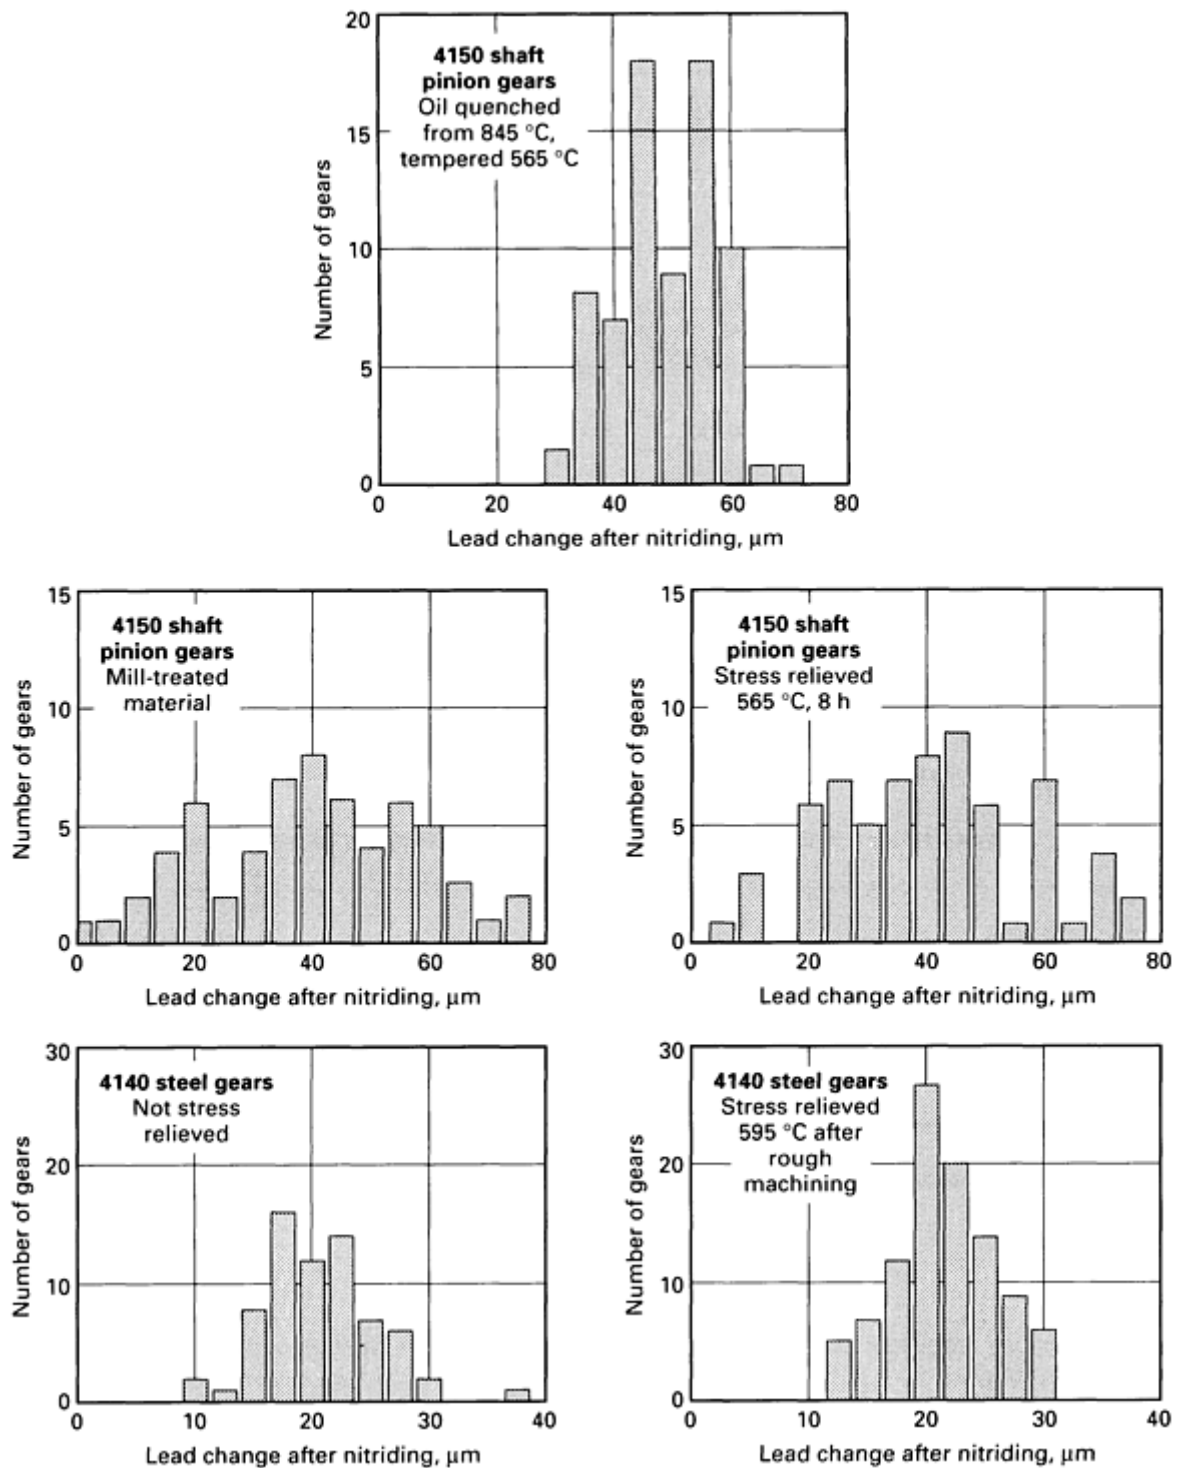 20
4150 shaft
pinion gears
Oil quenched
from 845 °C,
tempered 565 °C
15
10
5
0
Number of gears
0 20 40 60 80
Lead change after nitriding, μm
15
4150 shaft
pinion gears
Mill-treated
material
10
5
0
Number of gears
0 20 40 60 80
Lead change after nitriding, μm
15
4150 shaft
pinion gears
Stress relieved
565 °C, 8 h
10
5
0
Number of gears
0 20 40 60 80
Lead change after nitriding, μm
30
4140 steel gears
Not stress
relieved
20
10
0
Number of gears
10 20 30 40
Lead change after nitriding, μm
30
4140 steel gears
Stress relieved
595 °C after
rough
machining
20
10
0
Number of gears
0 10 20 30 40
Lead change after nitriding, μm